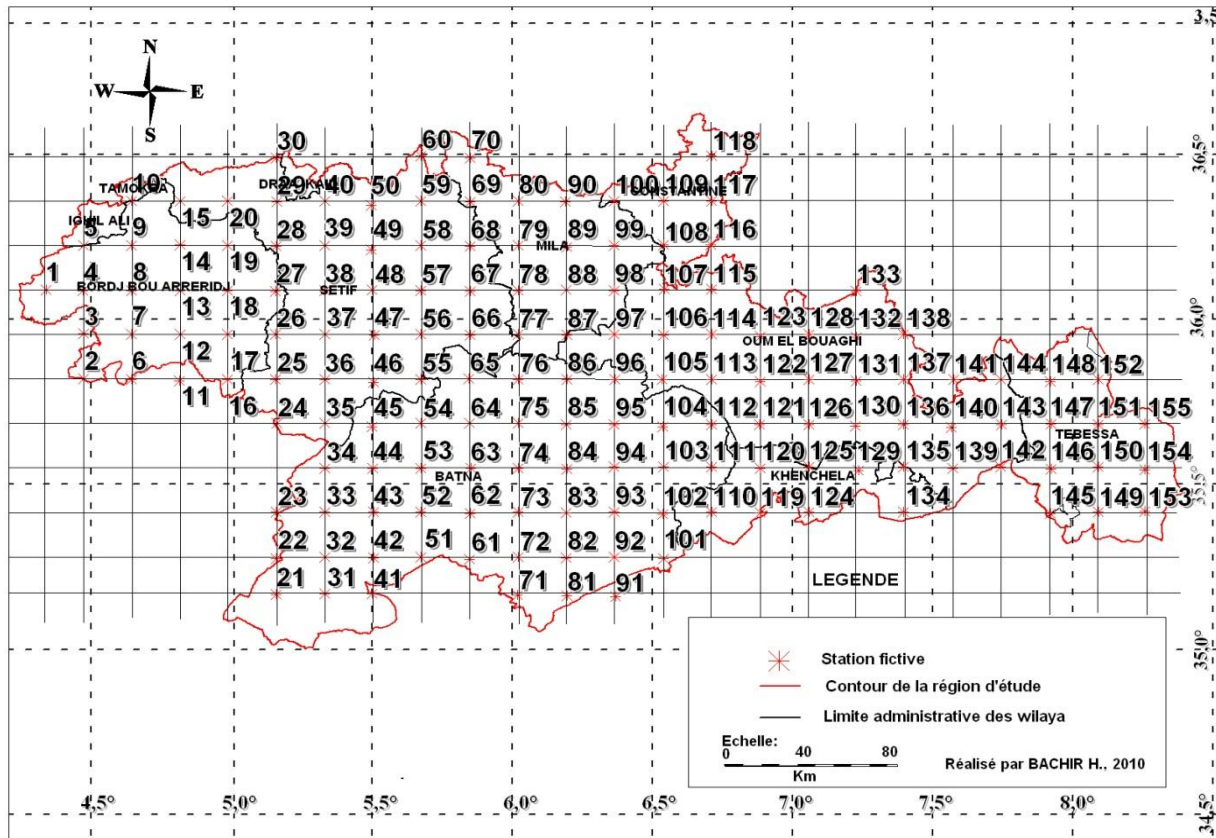 3,5
N
W E
S
30 60 70 118
36,5°
TAMOKRA 10 29 40 50 59 69 80 90 100 109 117
CONSTANTINE
IGHIL ALI 5 9 15 20 28 39 49 58 68 79 89 99 108 116
MILA
1 4 8 14 19 27 38 48 57 67 78 88 98 107 115 133
BORDJ BOU ARRERIDJ SETIF
3 7 13 18 26 37 47 56 66 77 87 97 106 114 123 128 132 138
36,0°
OUM EL BOUAGHI
2 6 12 17 25 36 46 55 65 76 86 96 105 113 122 127 131 137 141 144 148 152
11 16 24 35 45 54 64 75 85 95 104 112 121 126 130 136 140 143 147 151 155
TEBESSA
34 44 53 63 74 84 94 103 111 120 125 129 135 139 142 146 150 154
BATNA KHENCHELA
35,5°
23 33 43 52 62 73 83 93 102 110 119 124 134 145 149 153
22 32 42 51 61 72 82 92 101
21 31 41 71 81 91
LEGENDE
35,0°
Station fictive
Contour de la région d'étude
Limite administrative des wilaya
Echelle:
0 40 80
Km
Réalisé par BACHIR H., 2010
4,5° 5,0° 5,5° 6,0° 6,5° 7,0° 7,5° 8,0°
34,5°